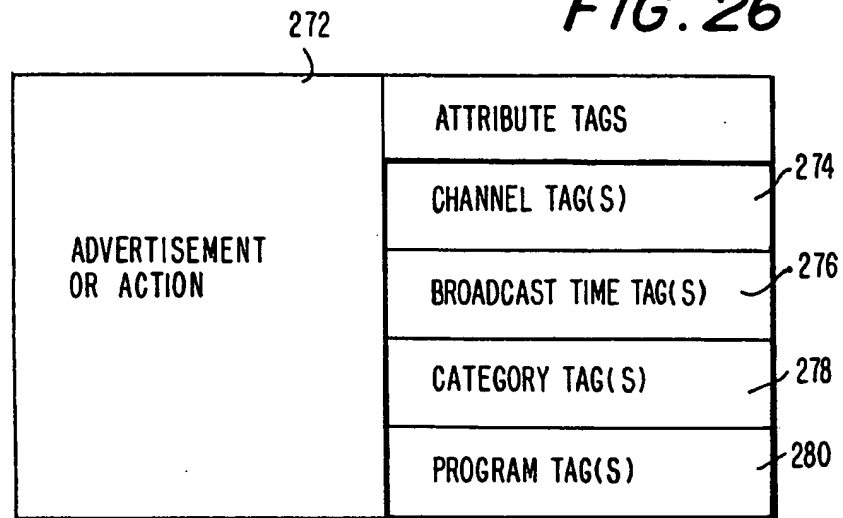 FIG. 26
272
ATTRIBUTE TAGS
274
CHANNEL TAG(S)
276
ADVERTISEMENT
OR ACTION
BROADCAST TIME TAG(S)
278
CATEGORY TAG(S)
280
PROGRAM TAG(S)